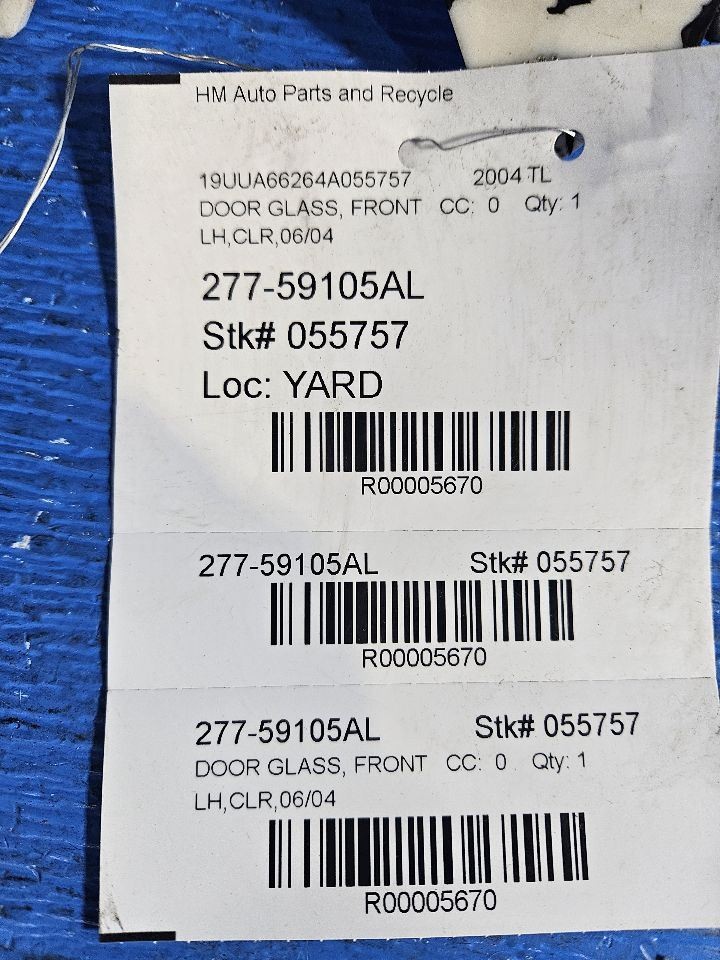 HM Auto Parts and Recycle
19UUA66264A055757 2004 TL
DOOR GLASS, FRONT CC: 0 Qty: 1
LH,CLR,06/04
277-59105AL
Stk# 055757
Loc: YARD
R00005670
277-59105AL Stk# 055757
R00005670
277-59105AL Stk# 055757
DOOR GLASS, FRONT CC: 0 Qty: 1
LH,CLR,06/04
R00005670